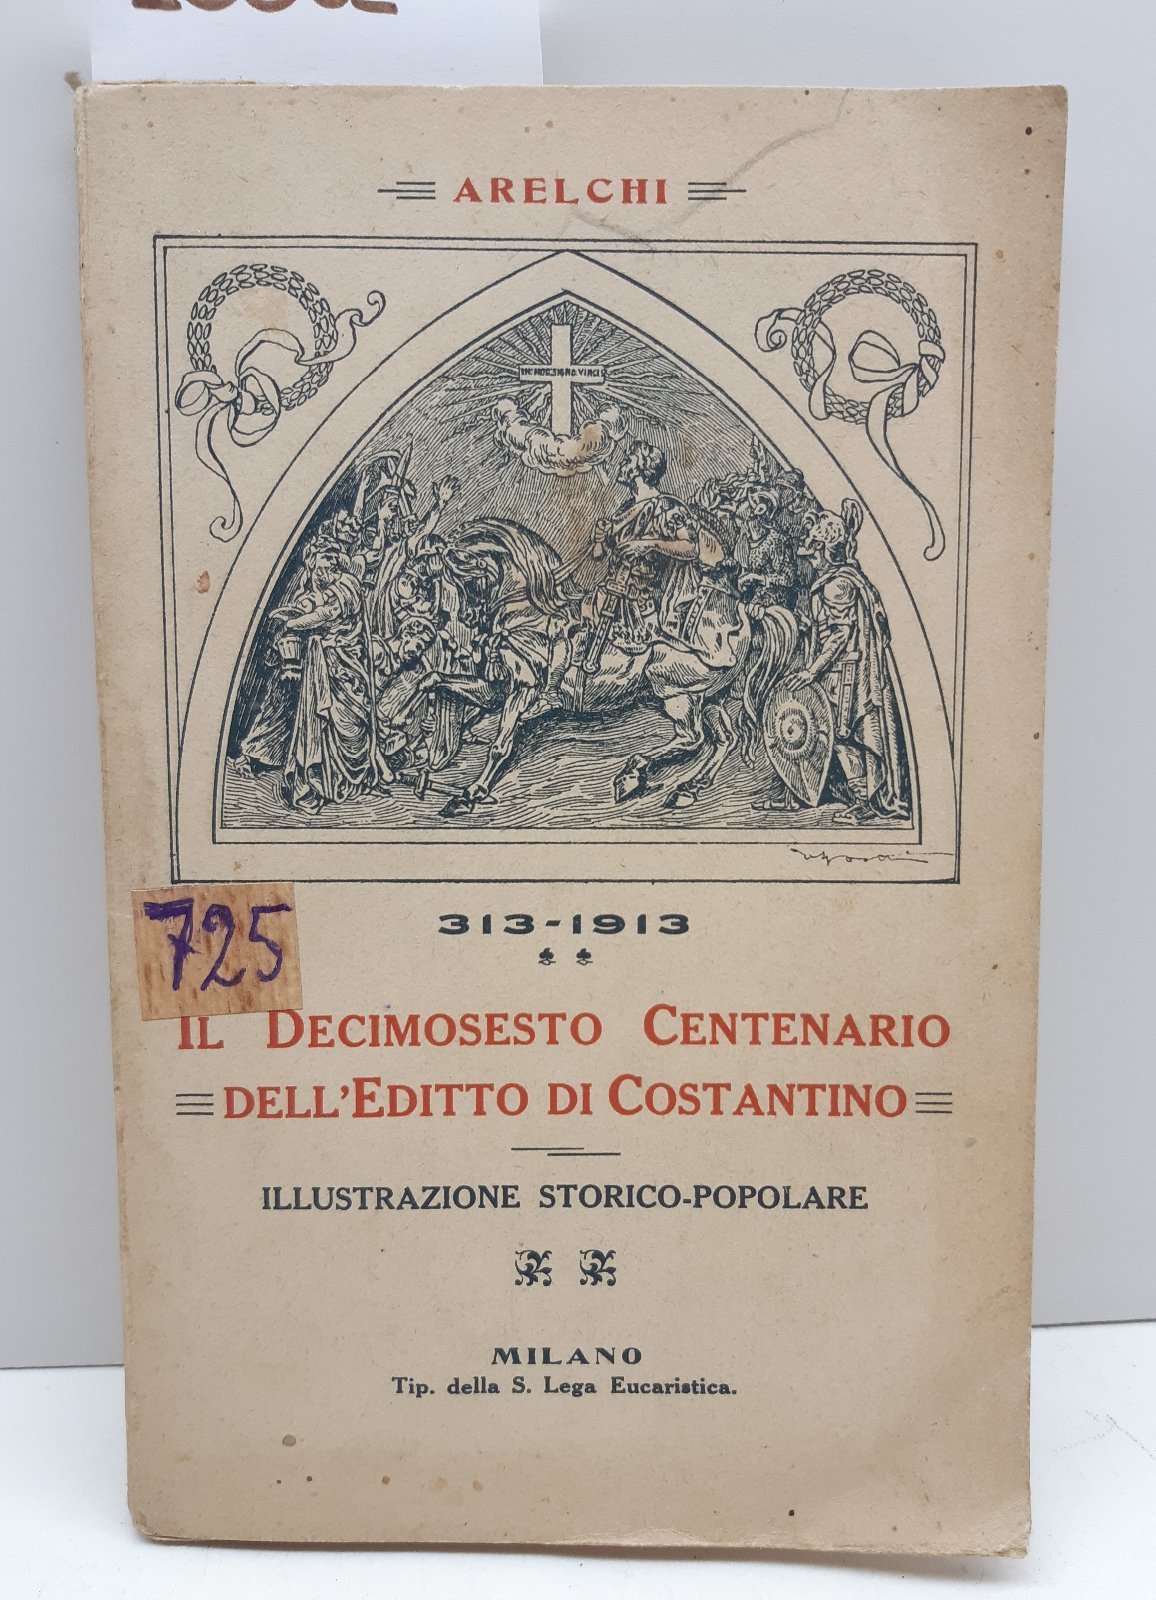 ARELCHI
IN HOC SIGNO VINCIS
313-1913
725
IL DECIMOSESTO CENTENARIO
DELL'EDITTO DI COSTANTINO
ILLUSTRAZIONE STORICO-POPOLARE
MILANO
Tip. della S. Lega Eucaristica.